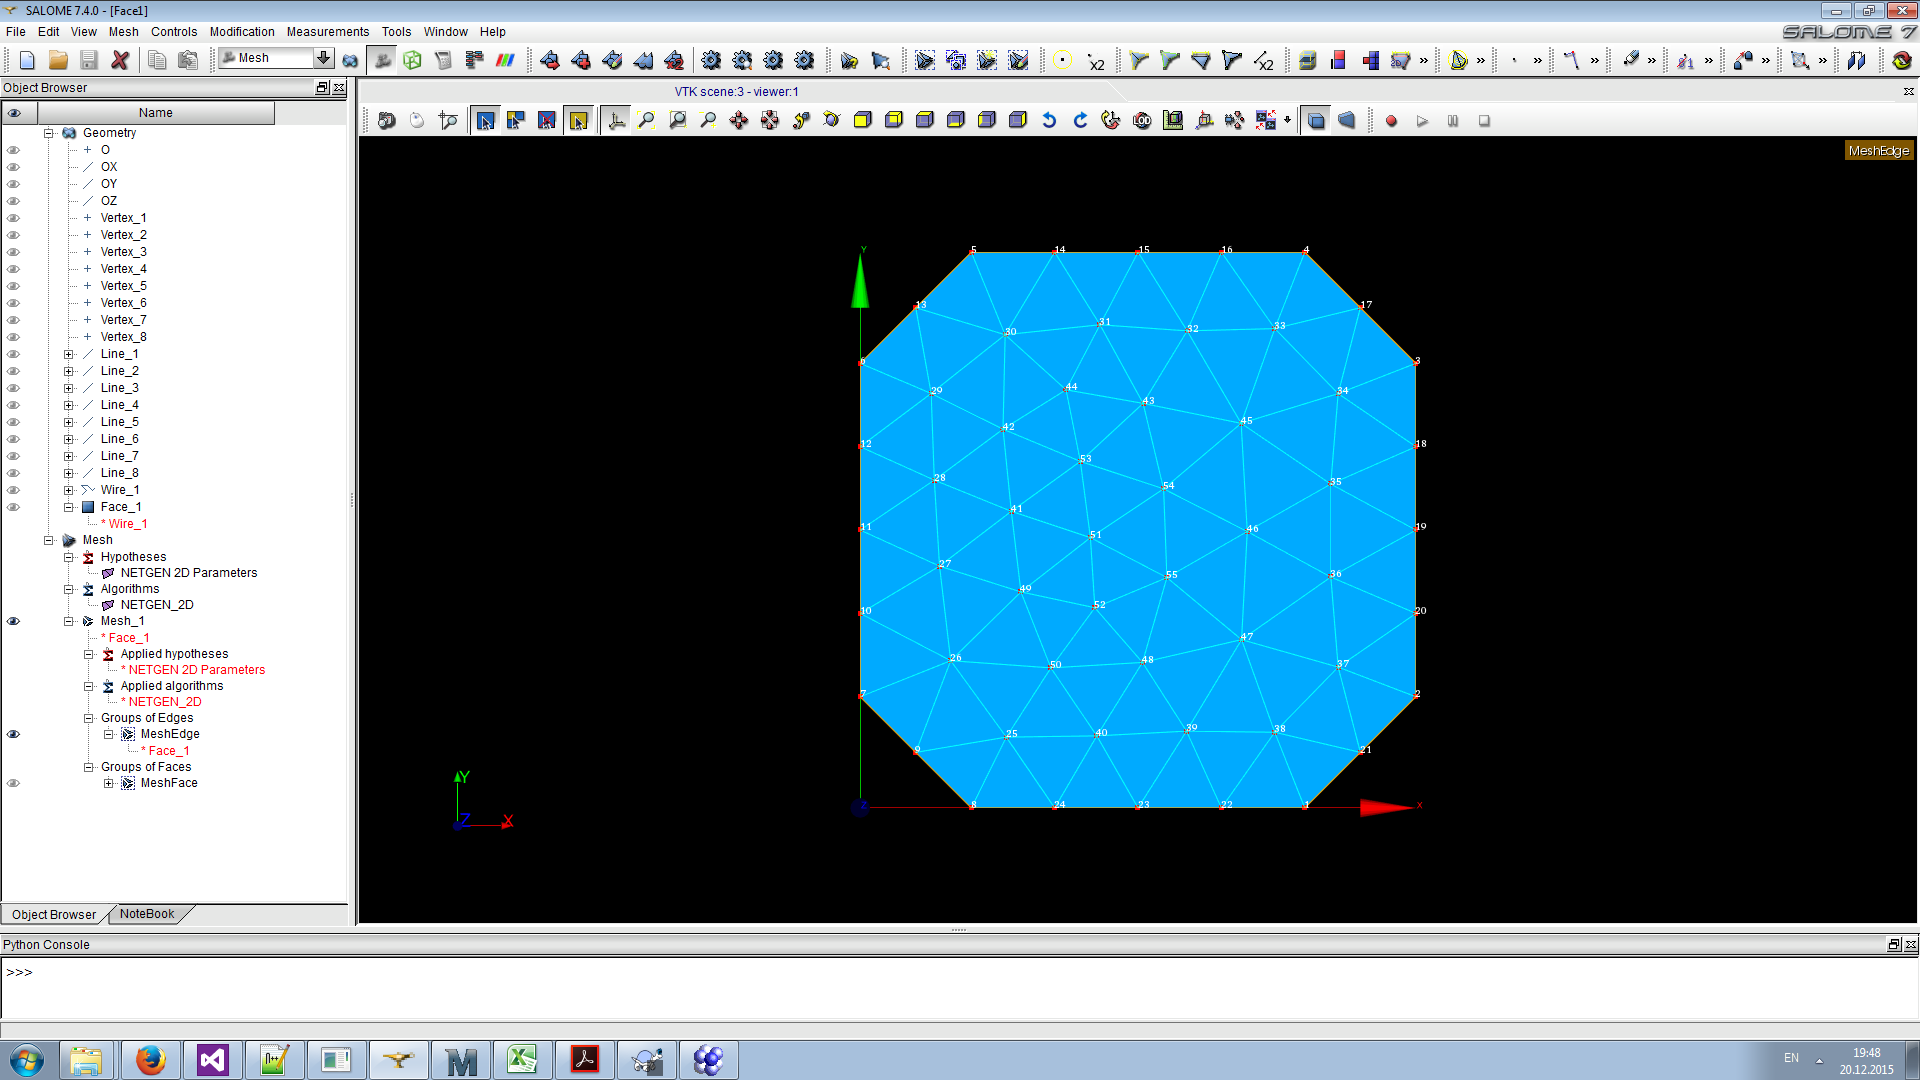 SALOME 7.4.0 - [Face1]
File Edit View Mesh Controls Modification Measurements Tools Window Help
SALOME 7
Mesh
x2
x2
Object Browser
VTK scene:3 - viewer:1
Name
LOD
Geometry
O
OX
OY
OZ
Vertex_1
Vertex_2
Vertex_3
Vertex_4
Vertex_5
Vertex_6
Vertex_7
Vertex_8
Line_1
Line_2
Line_3
Line_4
Line_5
Line_6
Line_7
Line_8
Wire_1
Face_1
* Wire_1
Mesh
Hypotheses
NETGEN 2D Parameters
Algorithms
NETGEN_2D
Mesh_1
* Face_1
Applied hypotheses
* NETGEN 2D Parameters
Applied algorithms
* NETGEN_2D
Groups of Edges
MeshEdge
* Face_1
Groups of Faces
MeshFace
MeshEdge
Y
5 14 15 16 4
13 17
30 31 32 33
6 3
29 44 43 34
42 45
12 18
53
28 54 35
41
11 51 46 19
27 55 36
49 52
10 20
47
26 50 48 37
7 2
25 40 39 38
9 21
Z 8 24 23 22 1 X
Y
Z X
Object Browser NoteBook
Python Console
>>>
EN
19:48
20.12.2015